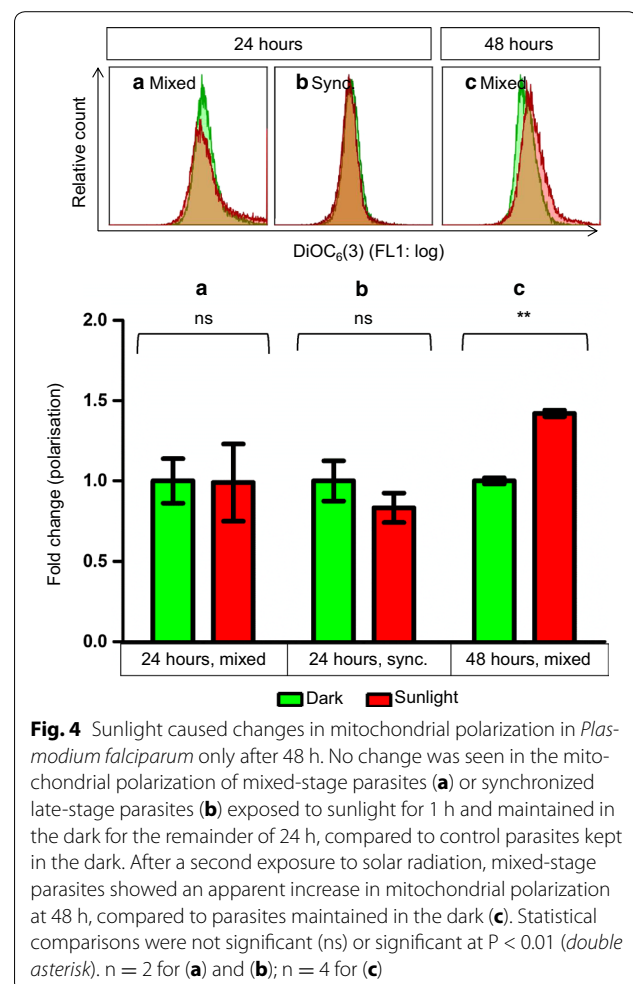 24 hours
48 hours
a Mixed
b Sync.
c Mixed
Relative count
DiOC6(3) (FL1: log)
a
b
c
ns
ns
**
Fold change (polarisation)
2.0
1.5
1.0
0.5
0.0
24 hours, mixed
24 hours, sync.
48 hours, mixed
Dark
Sunlight
Fig. 4 Sunlight caused changes in mitochondrial polarization in Plas-
modium falciparum only after 48 h. No change was seen in the mito-
chondrial polarization of mixed-stage parasites (a) or synchronized
late-stage parasites (b) exposed to sunlight for 1 h and maintained in
the dark for the remainder of 24 h, compared to control parasites kept
in the dark. After a second exposure to solar radiation, mixed-stage
parasites showed an apparent increase in mitochondrial polarization
at 48 h, compared to parasites maintained in the dark (c). Statistical
comparisons were not significant (ns) or significant at P < 0.01 (double
asterisk). n = 2 for (a) and (b); n = 4 for (c)